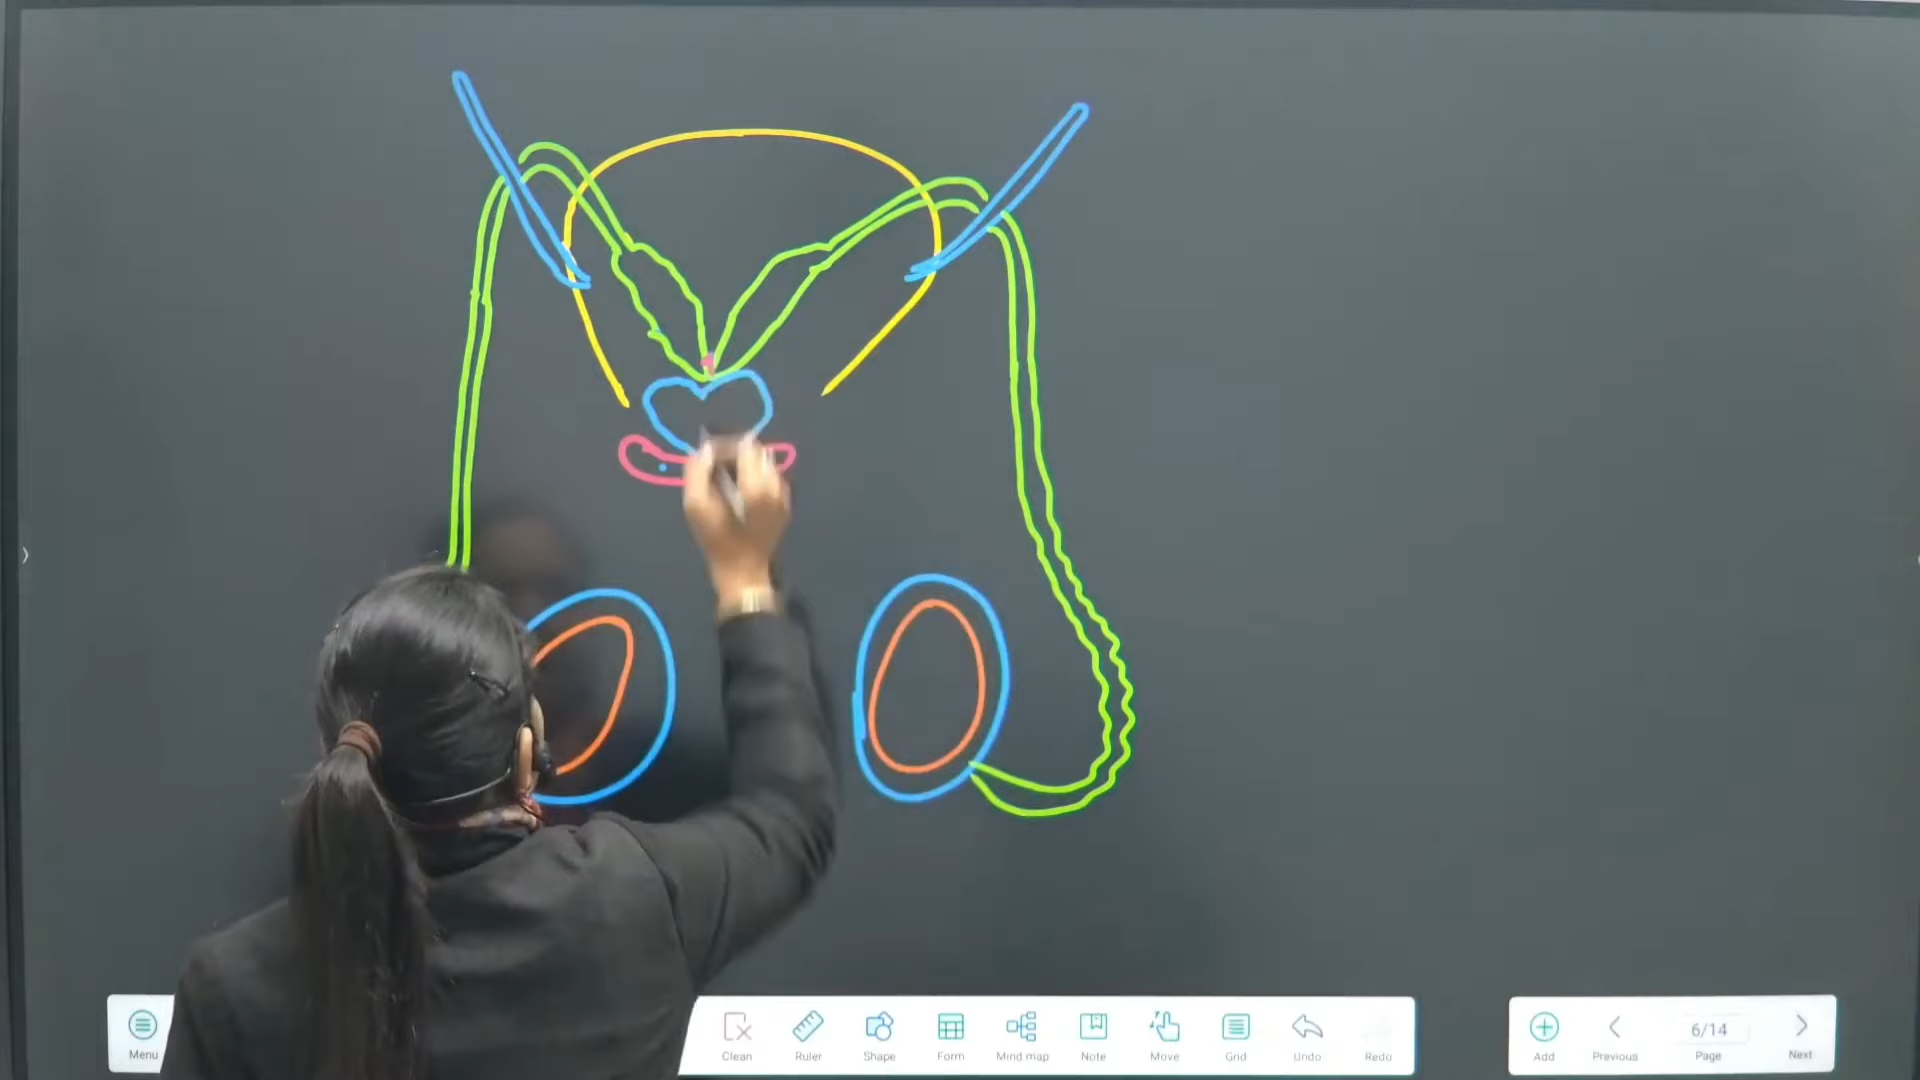 Menu
Clean
Ruler
Shape
Form
Mind map
Note
Move
Grid
Undo
Redo
Add
Previous
6/14
Page
Next